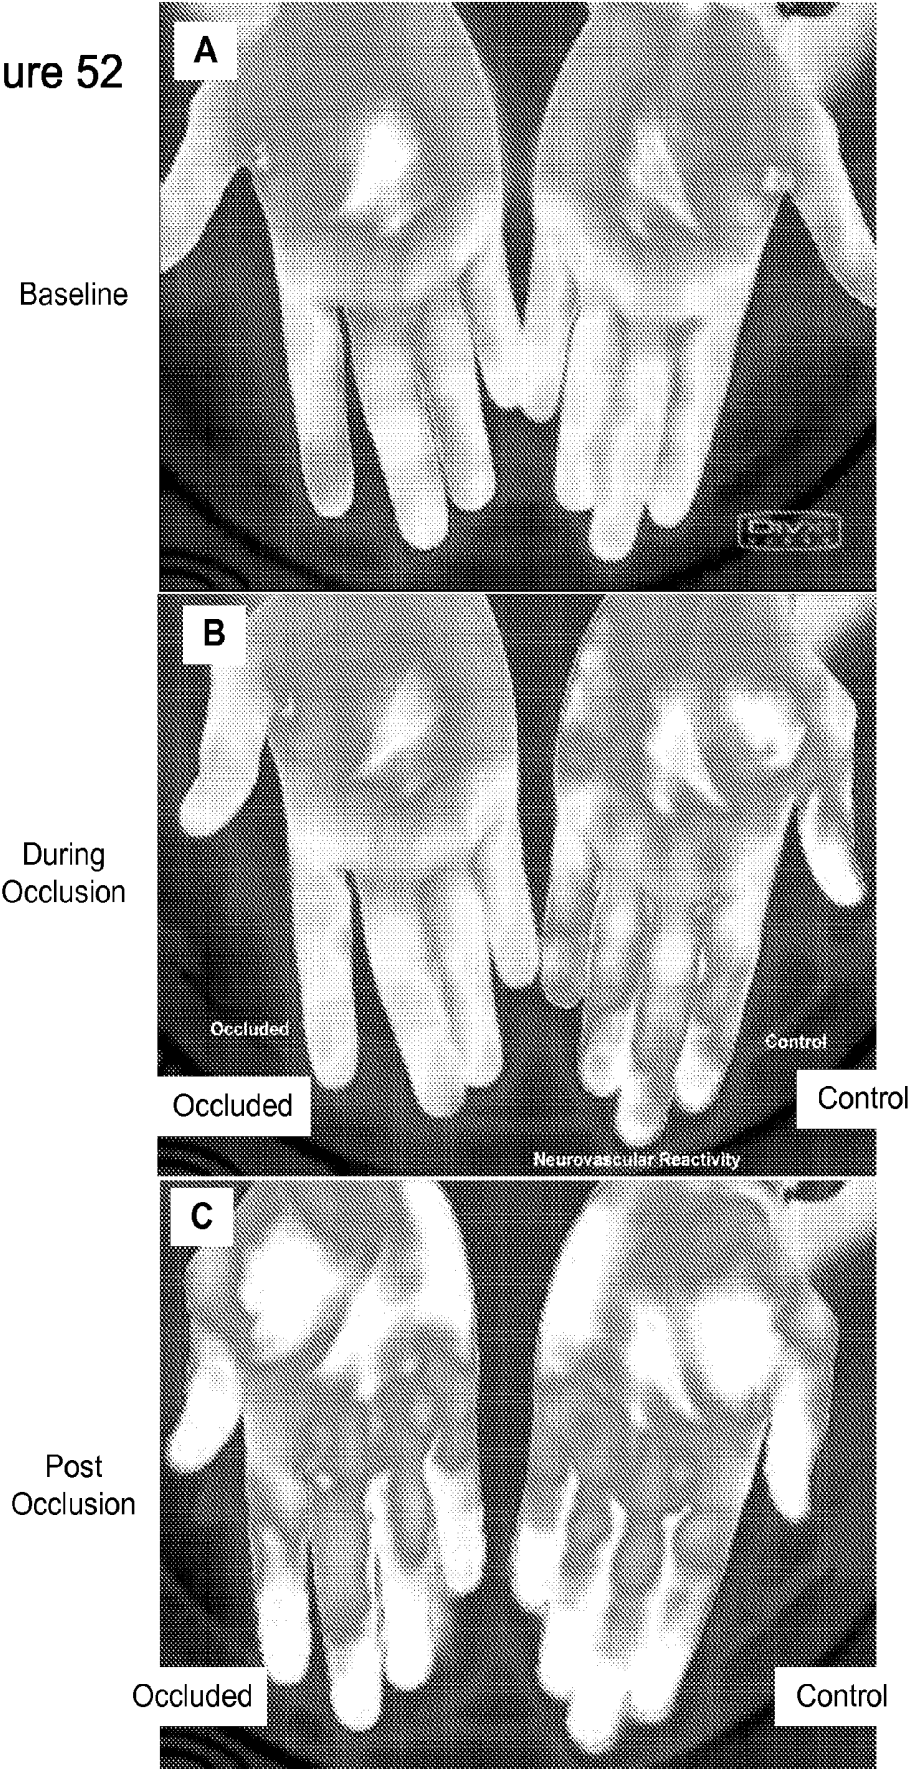 ure 52
A
Baseline
B
During
Occlusion
Occluded
Control
Occluded
Control
Neurovascular Reactivity
C
Post
Occlusion
Occluded
Control